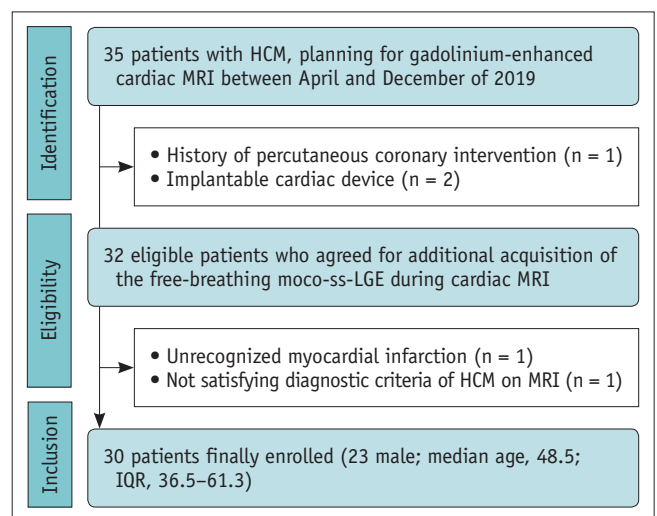 Identification
35 patients with HCM, planning for gadolinium-enhanced
cardiac MRI between April and December of 2019
• History of percutaneous coronary intervention (n = 1)
• Implantable cardiac device (n = 2)
Eligibility
32 eligible patients who agreed for additional acquisition of
the free-breathing moco-ss-LGE during cardiac MRI
• Unrecognized myocardial infarction (n = 1)
• Not satisfying diagnostic criteria of HCM on MRI (n = 1)
Inclusion
30 patients finally enrolled (23 male; median age, 48.5;
IQR, 36.5–61.3)